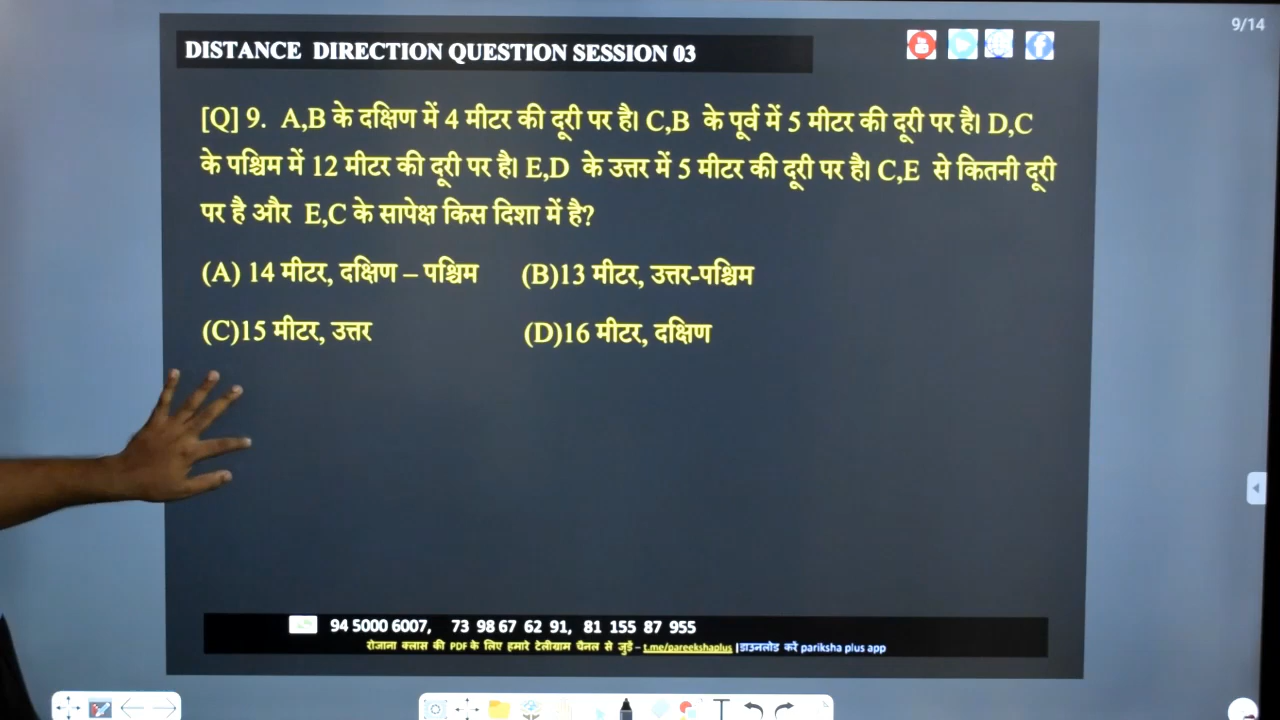 9/14
DISTANCE DIRECTION QUESTION SESSION 03
[Q] 9. A,B के दक्षिण में 4 मीटर की दूरी पर है। C,B के पूर्व में 5 मीटर की दूरी पर है। D,C
के पश्चिम में 12 मीटर की दूरी पर है। E,D के उत्तर में 5 मीटर की दूरी पर है। C,E से कितनी दूरी
पर है और E,C के सापेक्ष किस दिशा में है?
(A) 14 मीटर, दक्षिण – पश्चिम (B)13 मीटर, उत्तर-पश्चिम
(C)15 मीटर, उत्तर (D)16 मीटर, दक्षिण
94 5000 6007, 73 98 67 62 91, 81 155 87 955
रोजाना क्लास की PDF के लिए हमारे टेलीग्राम चैनल से जुड़ें – t.me/pareekshaplus |डाउनलोड करें pariksha plus app